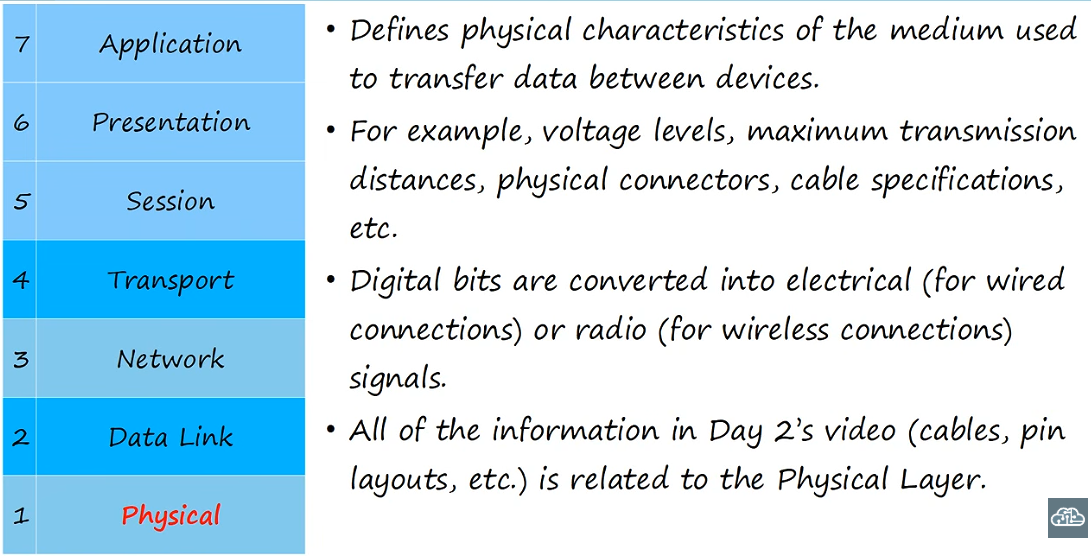 7 Application
6 Presentation
5 Session
4 Transport
3 Network
2 Data Link
1 Physical
• Defines physical characteristics of the medium used
to transfer data between devices.
• For example, voltage levels, maximum transmission
distances, physical connectors, cable specifications,
etc.
• Digital bits are converted into electrical (for wired
connections) or radio (for wireless connections)
signals.
• All of the information in Day 2's video (cables, pin
layouts, etc.) is related to the Physical Layer.